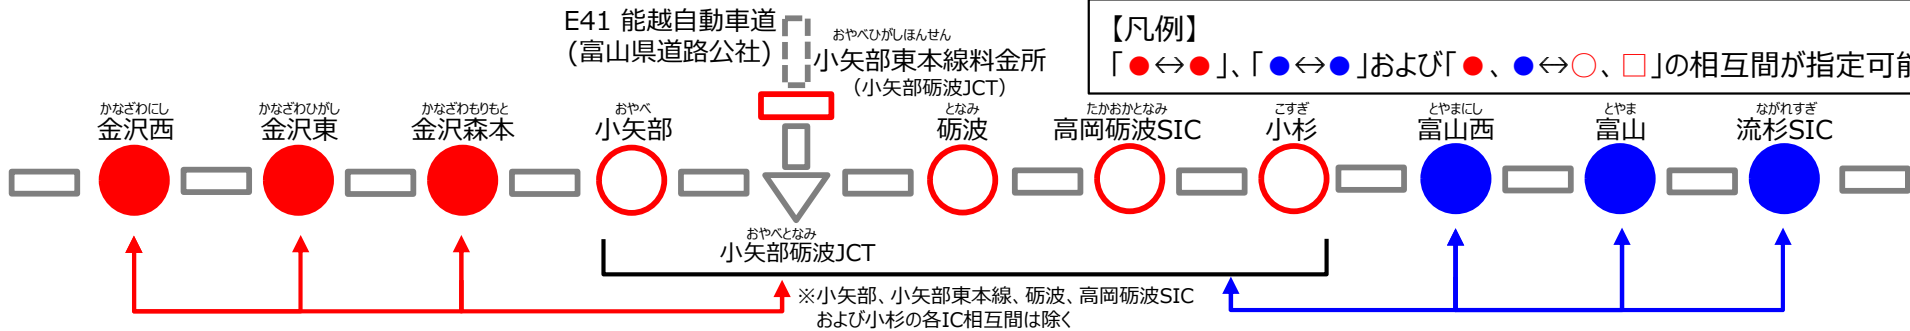 E41 能越自動車道
(富山県道路公社)
おやべひがしほんせん
小矢部東本線料金所
(小矢部砺波JCT)
【凡例】
「●↔●」、「●↔●」および「●、●↔○、□」の相互間が指定可能
かなざわにし
金沢西
かなざわひがし
金沢東
かなざわもりもと
金沢森本
おやべ
小矢部
となみ
砺波
たかおかとなみ
高岡砺波SIC
こすぎ
小杉
とやまにし
富山西
とやま
富山
ながれすぎ
流杉SIC
おやべとなみ
小矢部砺波JCT
※小矢部、小矢部東本線、砺波、高岡砺波SIC
および小杉の各IC相互間は除く